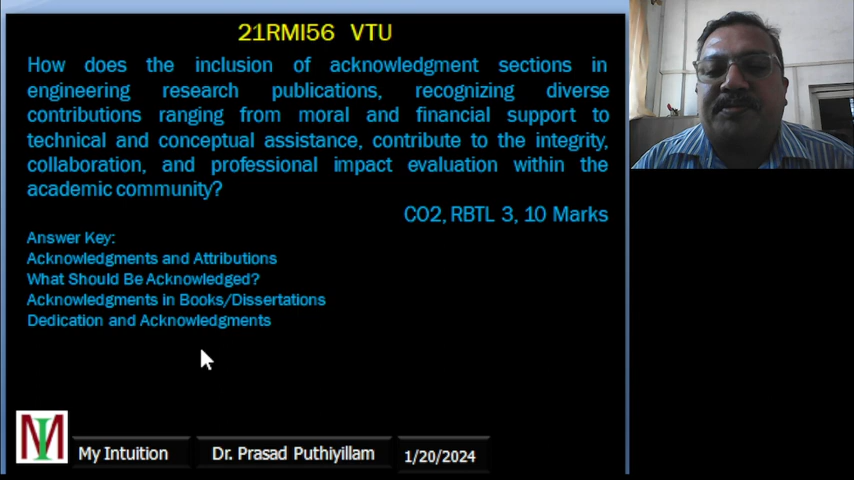 21RMI56 VTU
How does the inclusion of acknowledgment sections in
engineering research publications, recognizing diverse
contributions ranging from moral and financial support to
technical and conceptual assistance, contribute to the integrity,
collaboration, and professional impact evaluation within the
academic community?
CO2, RBTL 3, 10 Marks
Answer Key:
Acknowledgments and Attributions
What Should Be Acknowledged?
Acknowledgments in Books/Dissertations
Dedication and Acknowledgments
MI
My Intuition
Dr. Prasad Puthiyillam
1/20/2024